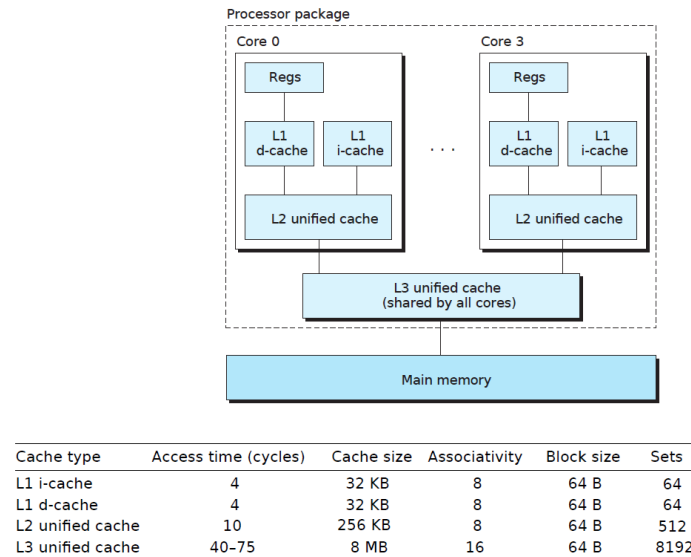 Processor package
Core 0
Core 3
Regs
Regs
L1
d-cache
L1
i-cache
. . .
L1
d-cache
L1
i-cache
L2 unified cache
L2 unified cache
L3 unified cache
(shared by all cores)
Main memory
Cache type Access time (cycles) Cache size Associativity Block size Sets
L1 i-cache 4 32 KB 8 64 B 64
L1 d-cache 4 32 KB 8 64 B 64
L2 unified cache 10 256 KB 8 64 B 512
L3 unified cache 40–75 8 MB 16 64 B 8192